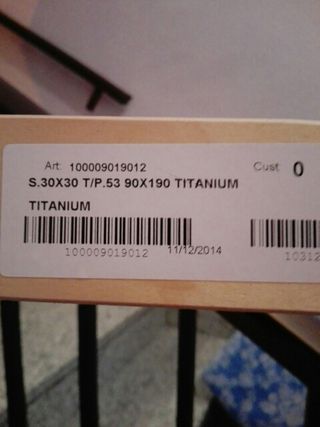 Art: 100009019012 Cust 0
S.30X30 T/P.53 90X190 TITANIUM
TITANIUM
100009019012 11/12/2014 10312